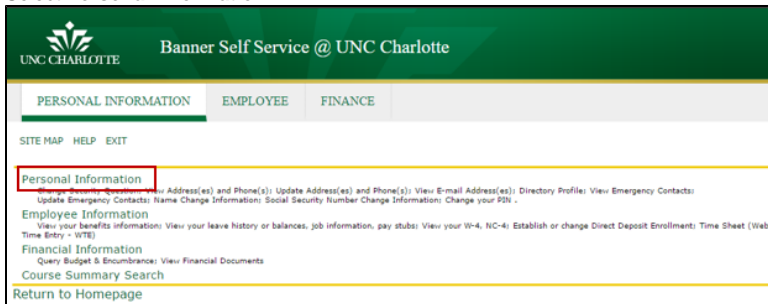 UNC CHARLOTTE
Banner Self Service @ UNC Charlotte
PERSONAL INFORMATION EMPLOYEE FINANCE
SITE MAP HELP EXIT
Personal Information
Change Security Question; View Address(es) and Phone(s); Update Address(es) and Phone(s); View E-mail Address(es); Directory Profile; View Emergency Contacts;
Update Emergency Contacts; Name Change Information; Social Security Number Change Information; Change your PIN .
Employee Information
View your benefits information; View your leave history or balances, job information, pay stubs; View your W-4, NC-4; Establish or change Direct Deposit Enrollment; Time Sheet (Web
Time Entry - WTE)
Financial Information
Query Budget & Encumbrance; View Financial Documents
Course Summary Search
Return to Homepage